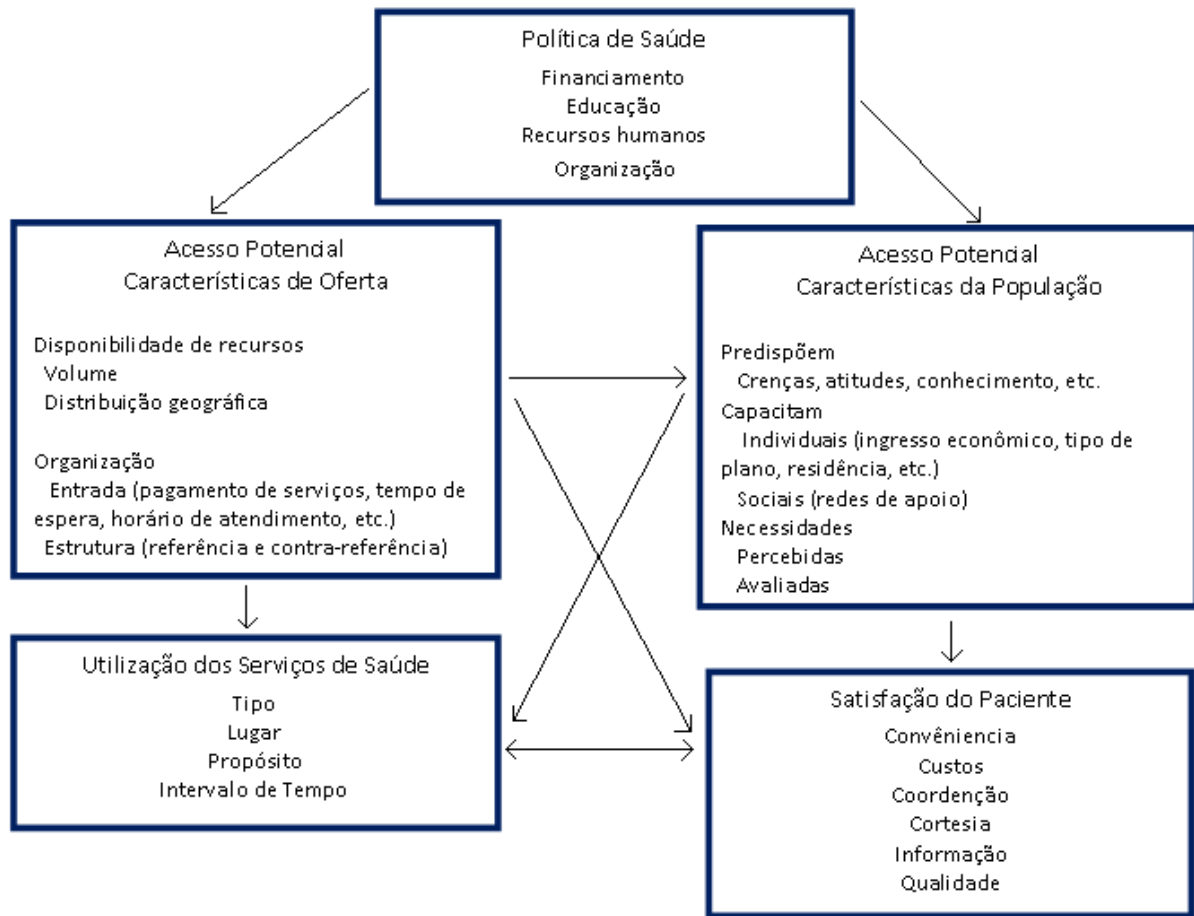 Política de Saúde
Financiamento
Educação
Recursos humanos
Organização
Acesso Potencial
Características de Oferta
Disponibilidade de recursos
Volume
Distribuição geográfica
Organização
Entrada (pagamento de serviços, tempo de
espera, horário de atendimento, etc.)
Estrutura (referência e contra-referência)
Acesso Potencial
Características da População
Predispõem
Crenças, atitudes, conhecimento, etc.
Capacitam
Individuais (ingresso econômico, tipo de
plano, residência, etc.)
Sociais (redes de apoio)
Necessidades
Percebidas
Avaliadas
Utilização dos Serviços de Saúde
Tipo
Lugar
Propósito
Intervalo de Tempo
Satisfação do Paciente
Convêniencia
Custos
Coordenção
Cortesia
Informação
Qualidade